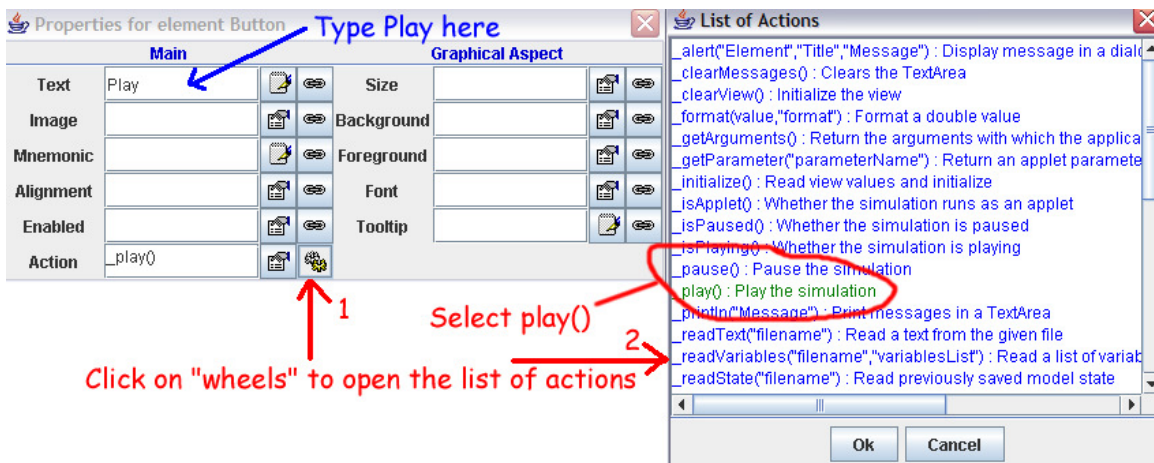 Properties for element Button
Type Play here
Main
Graphical Aspect
Text
Play
Size
Image
Background
Mnemonic
Foreground
Alignment
Font
Enabled
Tooltip
Action
_play()
1
Click on "wheels" to open the list of actions
Select play()
2
List of Actions
_alert("Element","Title","Message") : Display message in a dialo
_clearMessages() : Clears the TextArea
_clearView() : Initialize the view
_format(value,"format") : Format a double value
_getArguments() : Return the arguments with which the applica
_getParameter("parameterName") : Return an applet paramete
_initialize() : Read view values and initialize
_isApplet() : Whether the simulation runs as an applet
_isPaused() : Whether the simulation is paused
_isPlaying() : Whether the simulation is playing
_pause() : Pause the simulation
_play() : Play the simulation
_println("Message") : Print messages in a TextArea
_readText("filename") : Read a text from the given file
_readVariables("filename","variablesList") : Read a list of variab
_readState("filename") : Read previously saved model state
Ok
Cancel